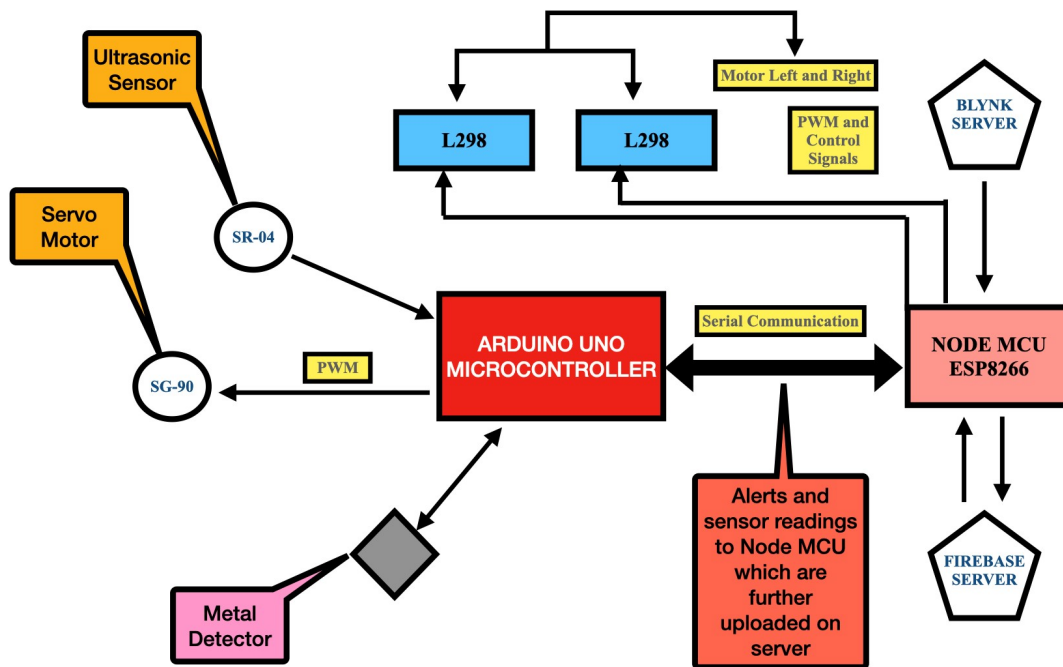 Ultrasonic
Sensor
Motor Left and Right
BLYNK
SERVER
L298
L298
PWM and
Control
Signals
Servo
Motor
SR-04
Serial Communication
ARDUINO UNO
MICROCONTROLLER
NODE MCU
ESP8266
PWM
SG-90
Alerts and
sensor readings
to Node MCU
which are
further
uploaded on
server
FIREBASE
SERVER
Metal
Detector